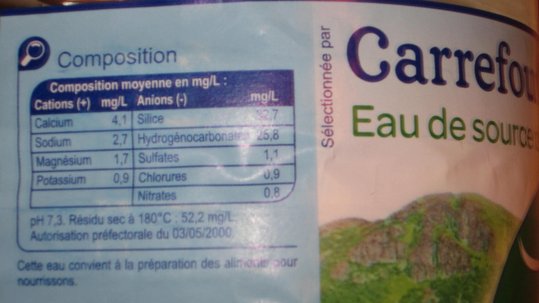 Composition
Composition moyenne en mg/L :
Cations (+) mg/L Anions (-) mg/L
Calcium 4,1 Silice
Sodium 2,7 Hydrogénocarbonates 25,8
Magnésium 1,7 Sulfates 1,1
Potassium 0,9 Chlorures 0,9
Nitrates 0,8
pH 7,3. Résidu sec à 180°C : 52,2 mg/L
Autorisation préfectorale du 03/05/2000
Cette eau convient à la préparation des aliments pour
nourrissons.
Sélectionnée par
Carrefou
Eau de source